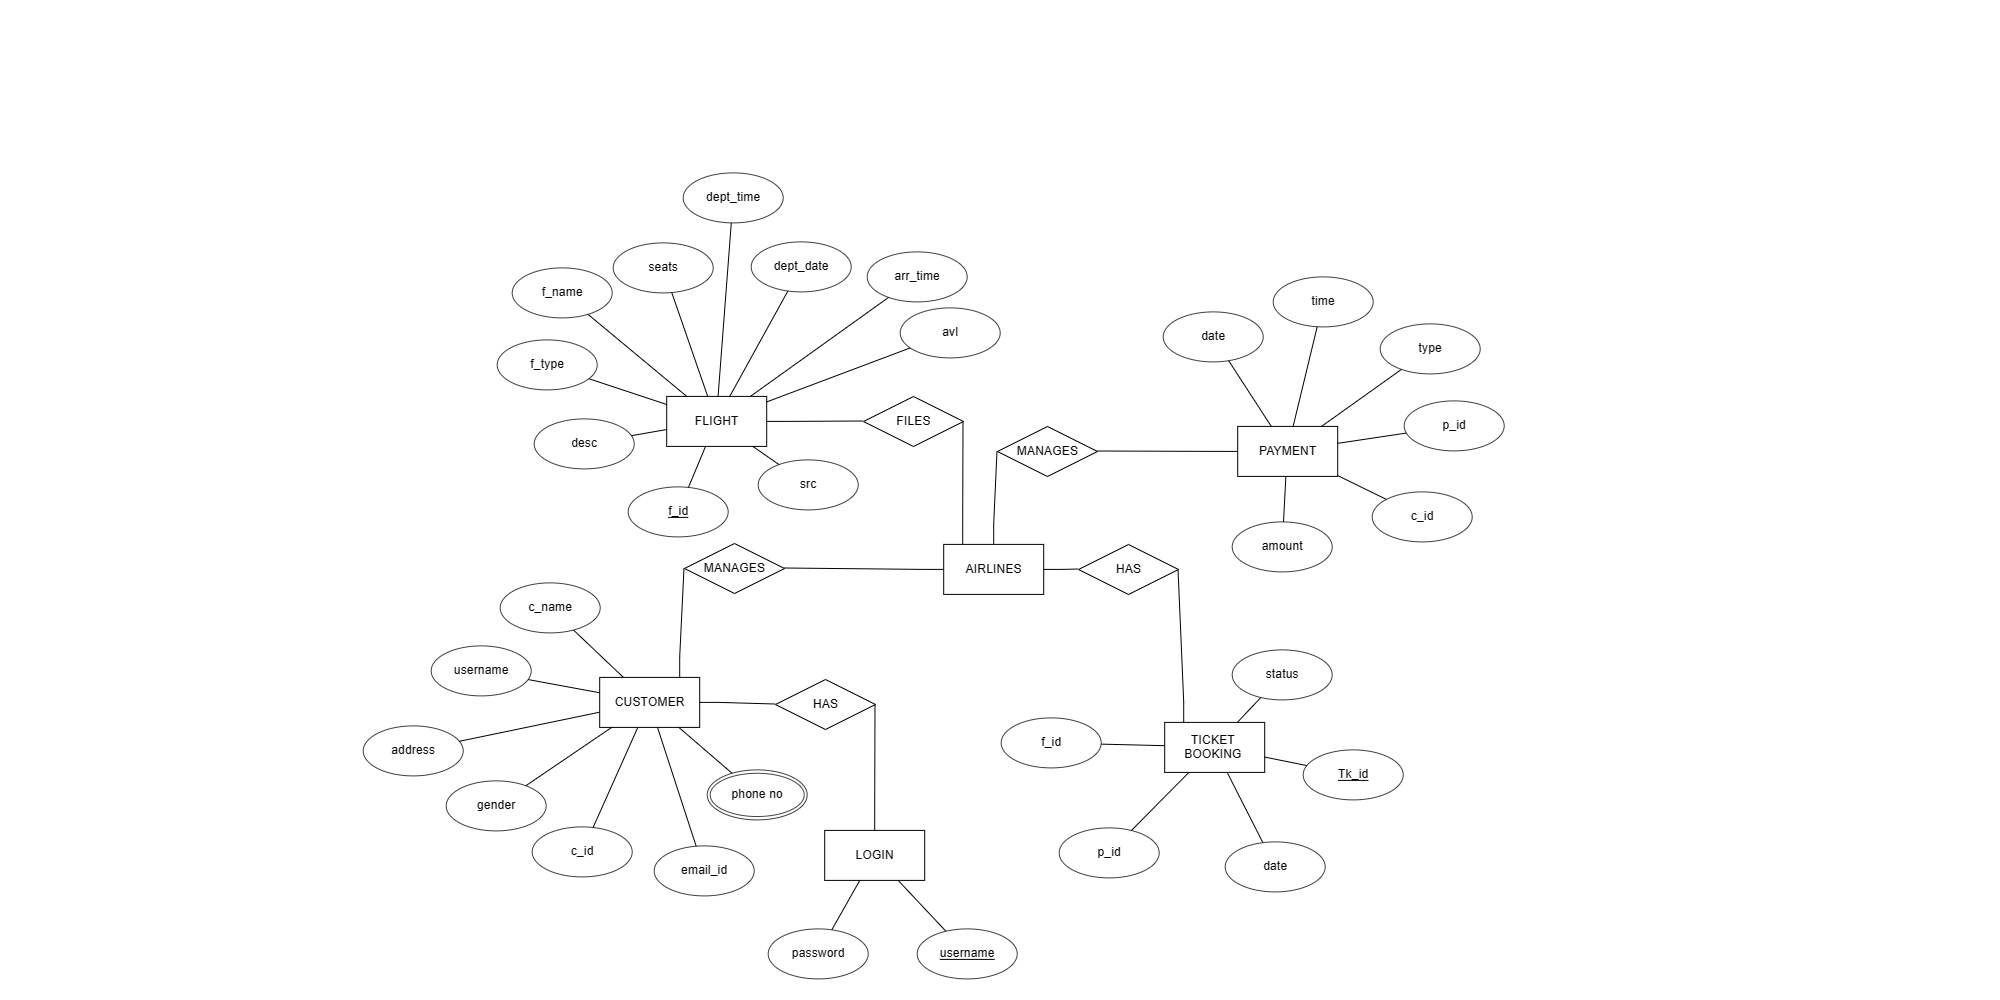 dept_time
seats
dept_date
f_name
arr_time
time
avl
date
type
f_type
FLIGHT
FILES
p_id
desc
MANAGES
PAYMENT
src
f_id
c_id
amount
MANAGES
AIRLINES
HAS
c_name
username
status
CUSTOMER
HAS
f_id
TICKET
BOOKING
address
Tk_id
phone no
gender
c_id
LOGIN
p_id
email_id
date
password
username